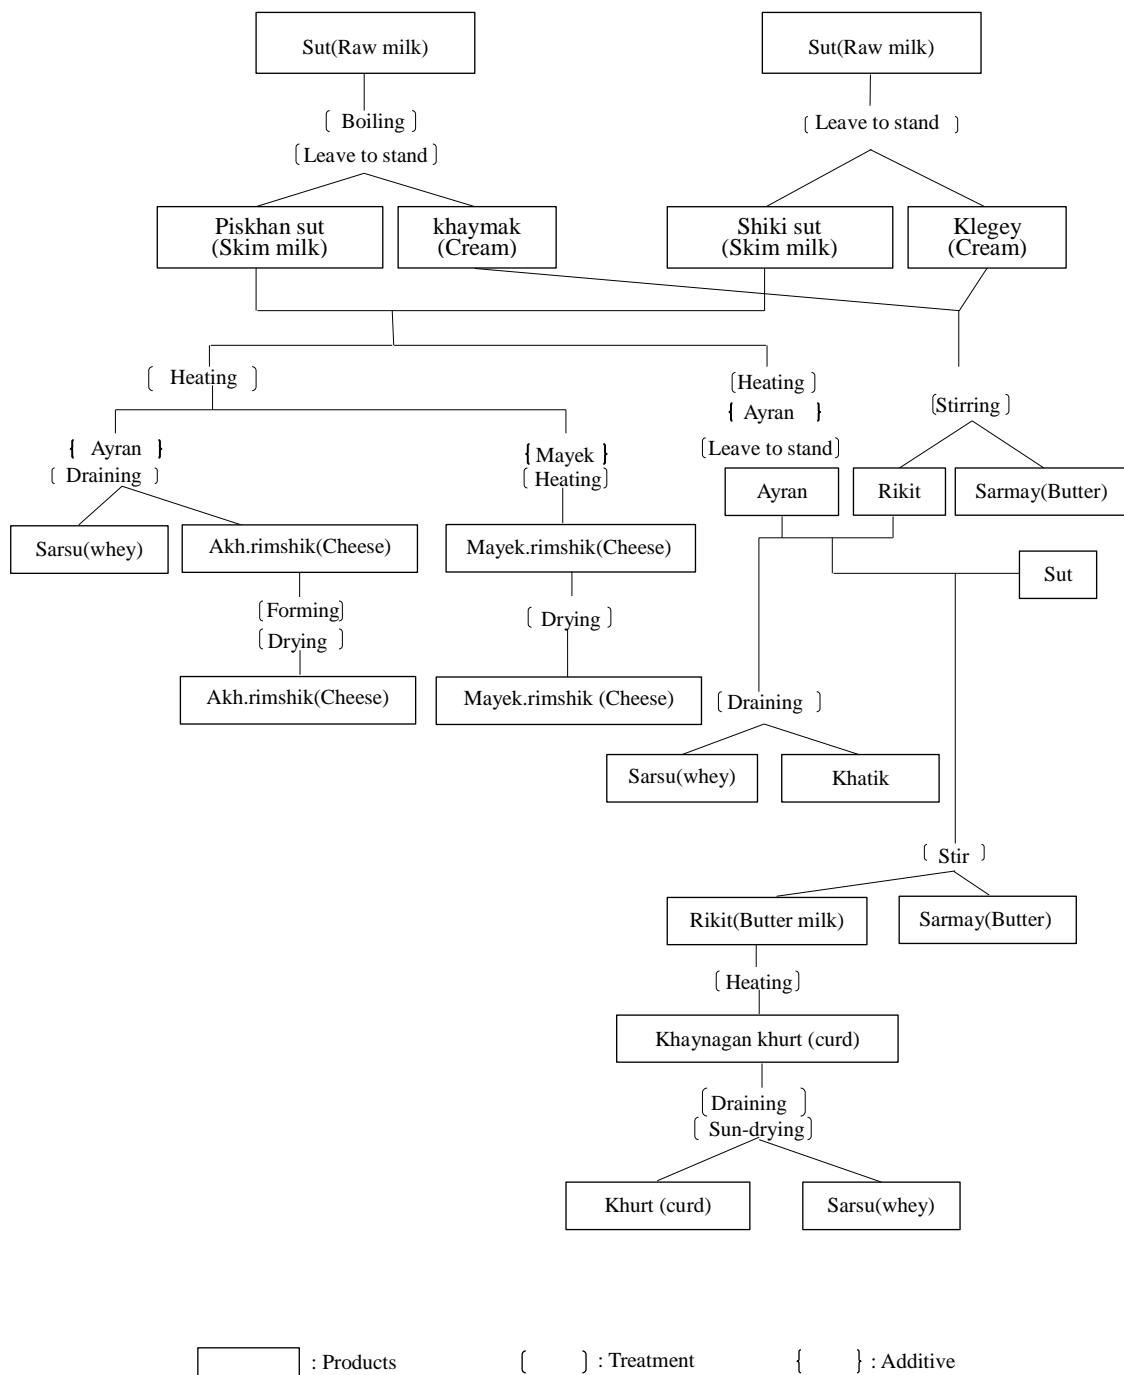 Sut(Raw milk)
Sut(Raw milk)
[ Boiling ]
[ Leave to stand ]
[Leave to stand]
Piskhan sut
(Skim milk)
khaymak
(Cream)
Shiki sut
(Skim milk)
Klegey
(Cream)
[ Heating ]
[Heating]
{ Ayran }
[Leave to stand]
[Stirring]
{ Ayran }
[Draining]
{Mayek}
[Heating]
Ayran
Rikit
Sarmay(Butter)
Sarsu(whey)
Akh.rimshik(Cheese)
Mayek.rimshik(Cheese)
Sut
[Forming]
[Drying]
[Drying]
Akh.rimshik(Cheese)
Mayek.rimshik (Cheese)
[Draining]
Sarsu(whey)
Khatik
[ Stir ]
Rikit(Butter milk)
Sarmay(Butter)
[Heating]
Khaynagan khurt (curd)
[Draining ]
[Sun-drying]
Khurt (curd)
Sarsu(whey)
: Products
[ ] : Treatment
{ } : Additive